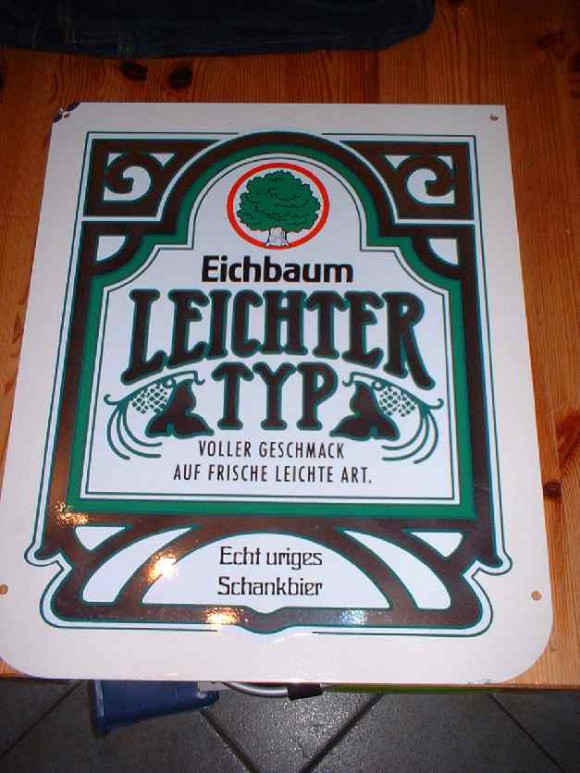 Eichbaum
LEICHTER
TYP
VOLLER GESCHMACK
AUF FRISCHE LEICHTE ART.
Echt uriges
Schankbier